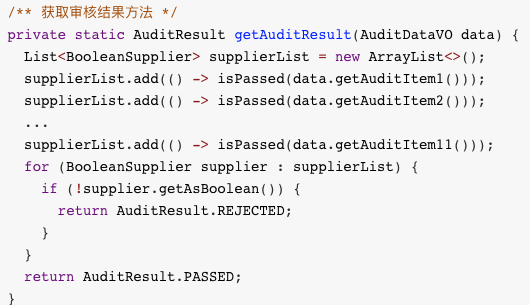 /** 获取审核结果方法 */
private static AuditResult getAuditResult(AuditDataVO data) {
  List<BooleanSupplier> supplierList = new ArrayList<>();
  supplierList.add(() -> isPassed(data.getAuditItem1()));
  supplierList.add(() -> isPassed(data.getAuditItem2()));
  ...
  supplierList.add(() -> isPassed(data.getAuditItem11()));
  for (BooleanSupplier supplier : supplierList) {
    if (!supplier.getAsBoolean()) {
      return AuditResult.REJECTED;
    }
  }
  return AuditResult.PASSED;
}